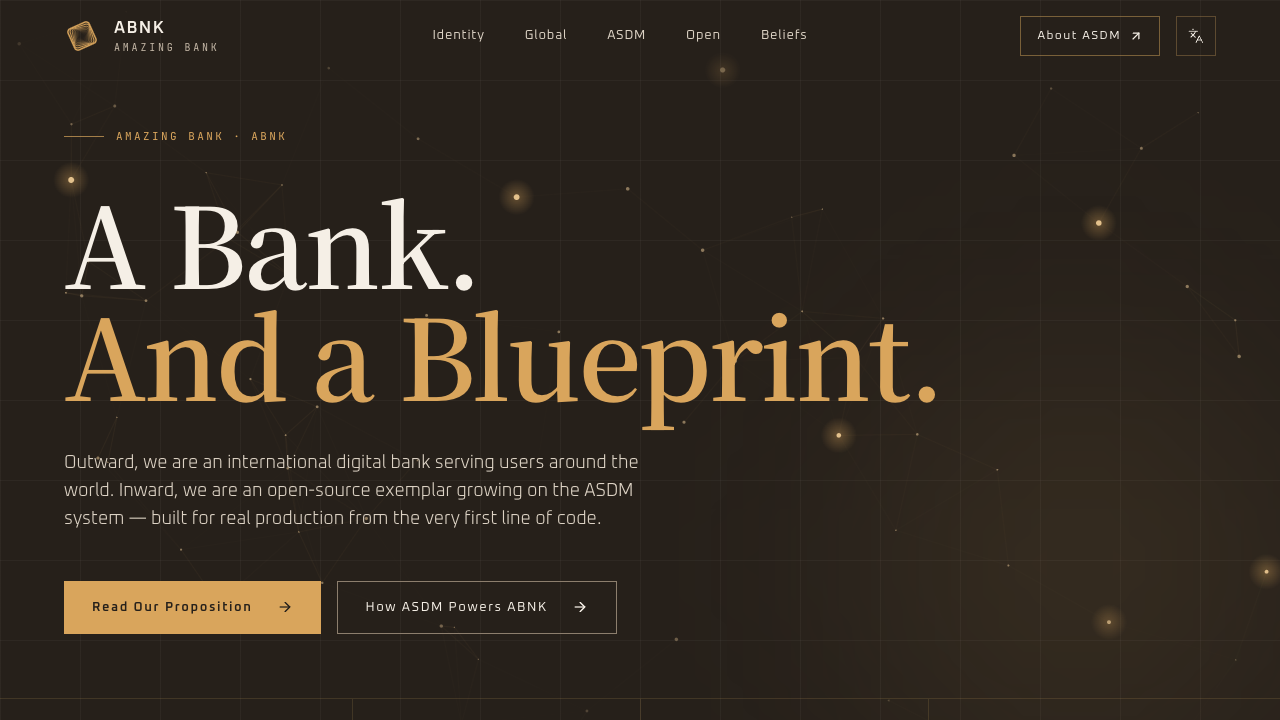 ABNK
AMAZING BANK
Identity
Global
ASDM
Open
Beliefs
About ASDM
AMAZING BANK · ABNK
A Bank.
And a Blueprint.
Outward, we are an international digital bank serving users around the
world. Inward, we are an open-source exemplar growing on the ASDM
system — built for real production from the very first line of code.
Read Our Proposition
How ASDM Powers ABNK